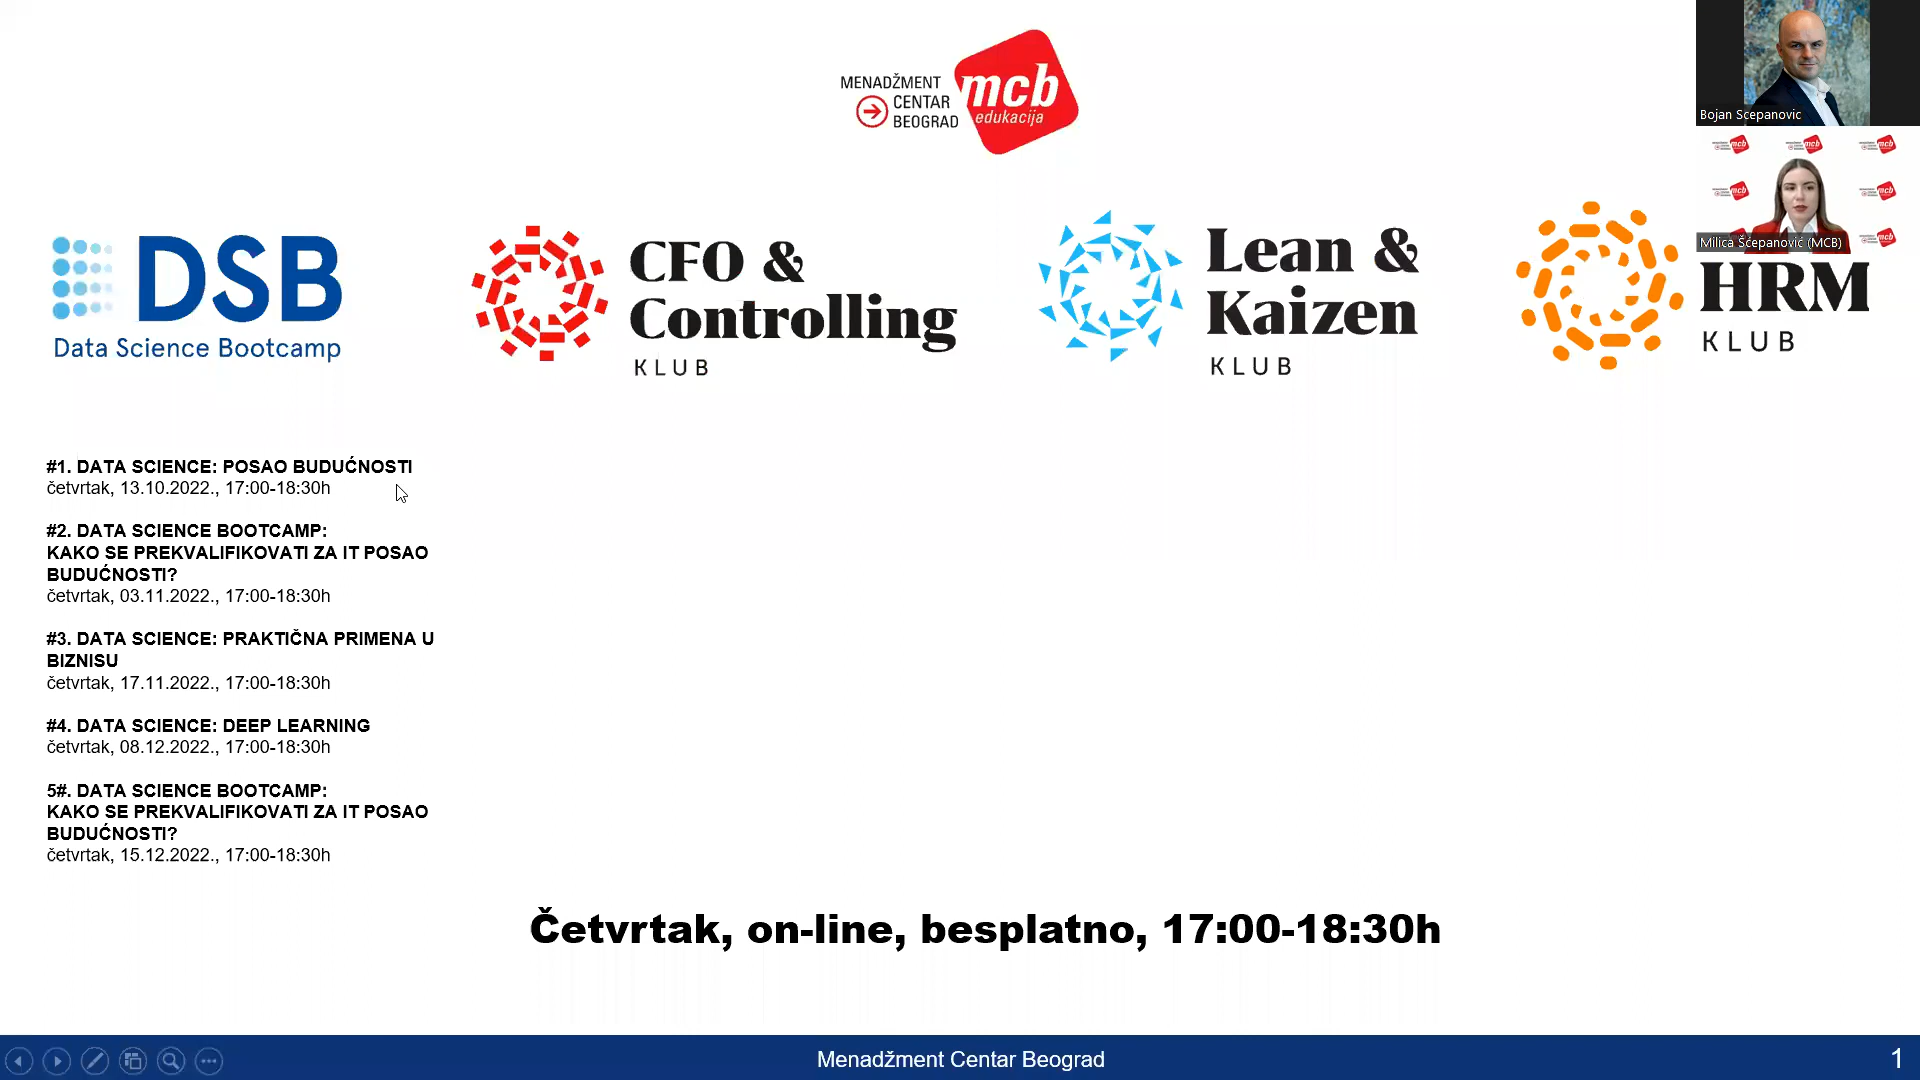 MENADŽMENT
CENTAR
BEOGRAD
mcb
edukacija
Bojan Scepanovic
Milica Šćepanović (MCB)
DSB
Data Science Bootcamp
CFO &
Controlling
KLUB
Lean &
Kaizen
KLUB
HRM
KLUB
#1. DATA SCIENCE: POSAO BUDUĆNOSTI
četvrtak, 13.10.2022., 17:00-18:30h
#2. DATA SCIENCE BOOTCAMP:
KAKO SE PREKVALIFIKOVATI ZA IT POSAO
BUDUĆNOSTI?
četvrtak, 03.11.2022., 17:00-18:30h
#3. DATA SCIENCE: PRAKTIČNA PRIMENA U
BIZNISU
četvrtak, 17.11.2022., 17:00-18:30h
#4. DATA SCIENCE: DEEP LEARNING
četvrtak, 08.12.2022., 17:00-18:30h
5#. DATA SCIENCE BOOTCAMP:
KAKO SE PREKVALIFIKOVATI ZA IT POSAO
BUDUĆNOSTI?
četvrtak, 15.12.2022., 17:00-18:30h
Četvrtak, on-line, besplatno, 17:00-18:30h
Menadžment Centar Beograd
1